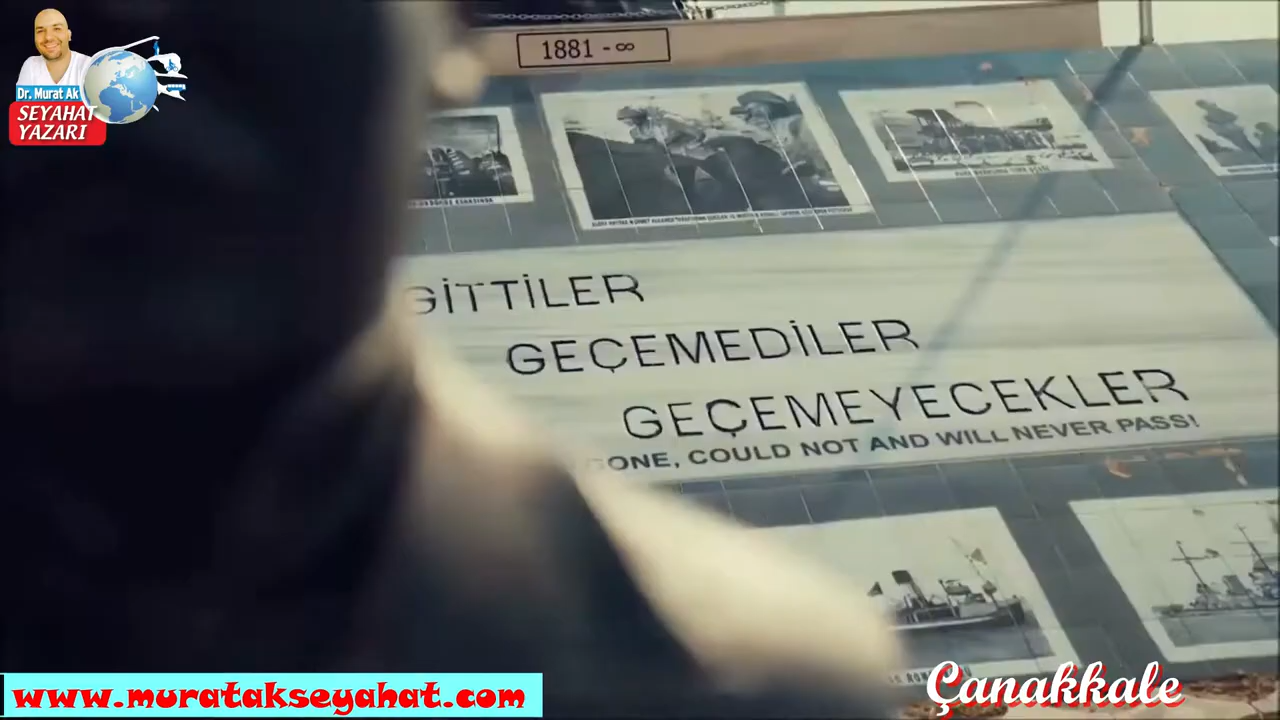 Dr. Murat Ak
SEYAHAT
YAZARI
1881 - ∞
GİTTİLER
GEÇEMEDİLER
GEÇEMEYECEKLER
GONE, COULD NOT AND WILL NEVER PASS!
www.muratakseyahat.com
Çanakkale